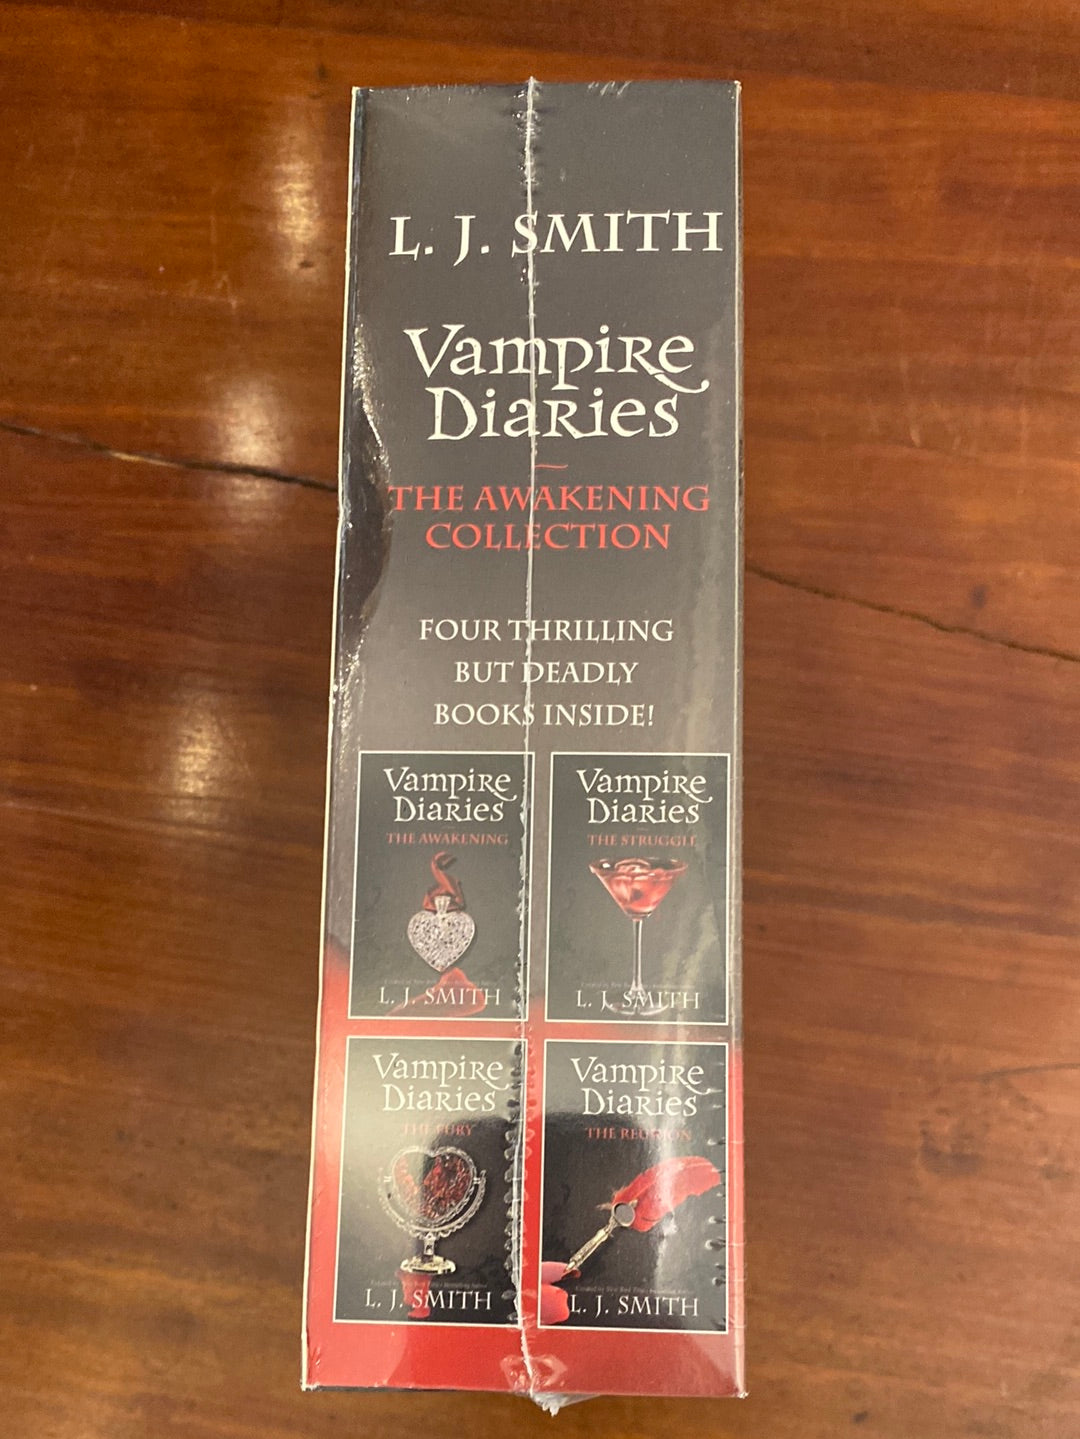 L. J. SMITH
Vampire
Diaries
THE AWAKENING
COLLECTION
FOUR THRILLING
BUT DEADLY
BOOKS INSIDE!
Vampire
Diaries
THE AWAKENING
L. J. SMITH
Vampire
Diaries
THE STRUGGLE
L. J. SMITH
Vampire
Diaries
THE FURY
L. J. SMITH
Vampire
Diaries
THE REUNION
L. J. SMITH